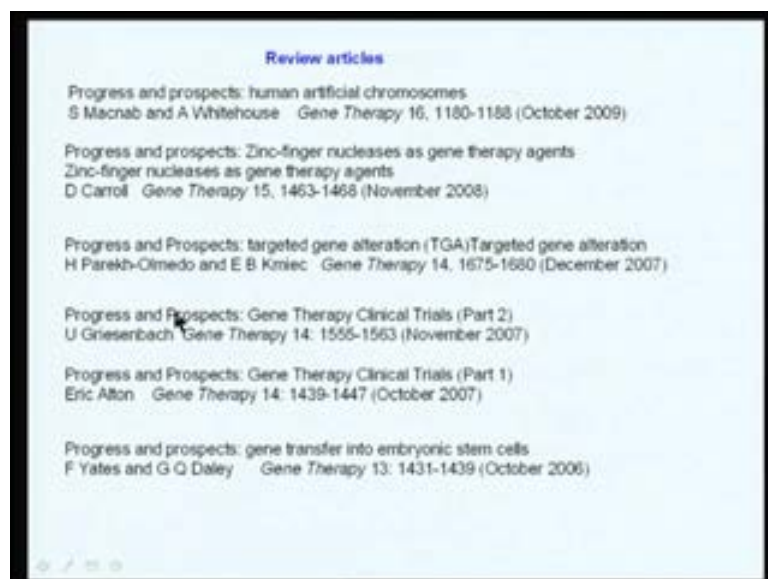 Review articles
Progress and prospects: human artificial chromosomes
S Macnab and A Whitehouse Gene Therapy 16, 1180-1188 (October 2009)
Progress and prospects: Zinc-finger nucleases as gene therapy agents
Zinc-finger nucleases as gene therapy agents
D Carroll Gene Therapy 15, 1463-1468 (November 2008)
Progress and Prospects: targeted gene alteration (TGA)Targeted gene alteration
H Parekh-Olmedo and E B Kmiec Gene Therapy 14, 1675-1680 (December 2007)
Progress and Prospects: Gene Therapy Clinical Trials (Part 2)
U Griesenbach Gene Therapy 14: 1555-1563 (November 2007)
Progress and Prospects: Gene Therapy Clinical Trials (Part 1)
Eric Alton Gene Therapy 14: 1439-1447 (October 2007)
Progress and prospects: gene transfer into embryonic stem cells
F Yates and G Q Daley Gene Therapy 13: 1431-1439 (October 2006)